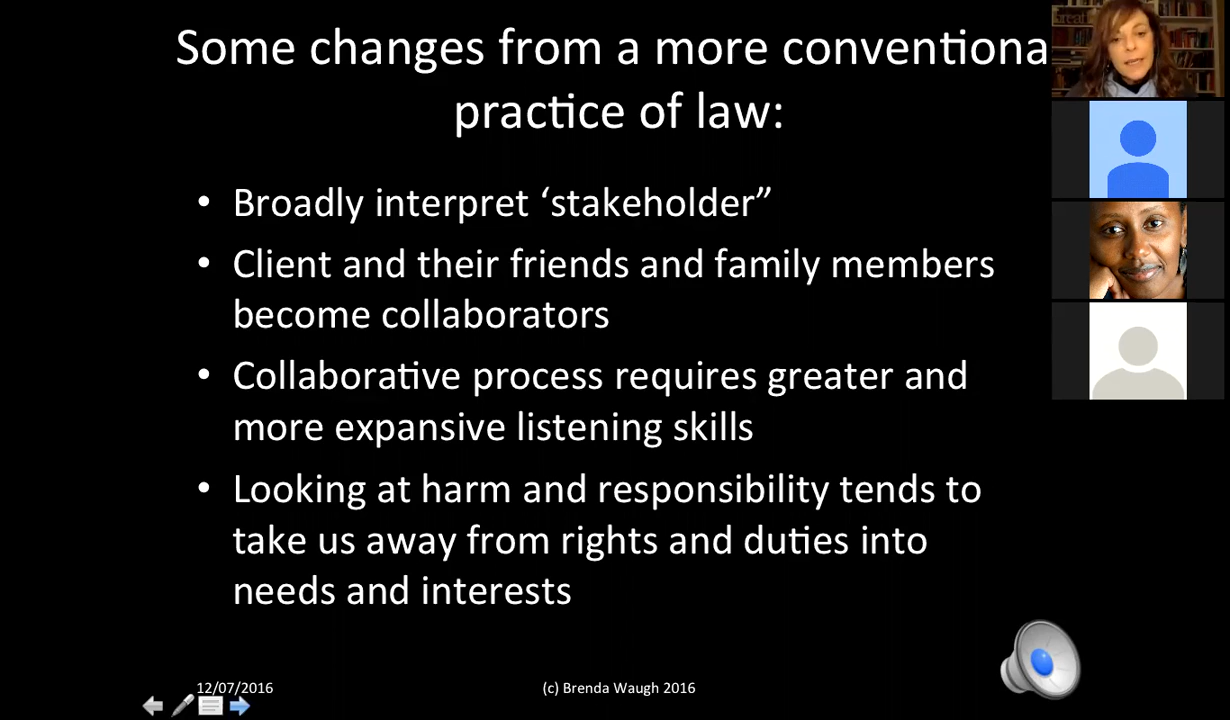 Some changes from a more conventiona
practice of law:
• Broadly interpret ‘stakeholder”
• Client and their friends and family members
become collaborators
• Collaborative process requires greater and
more expansive listening skills
• Looking at harm and responsibility tends to
take us away from rights and duties into
needs and interests
12/07/2016
(c) Brenda Waugh 2016